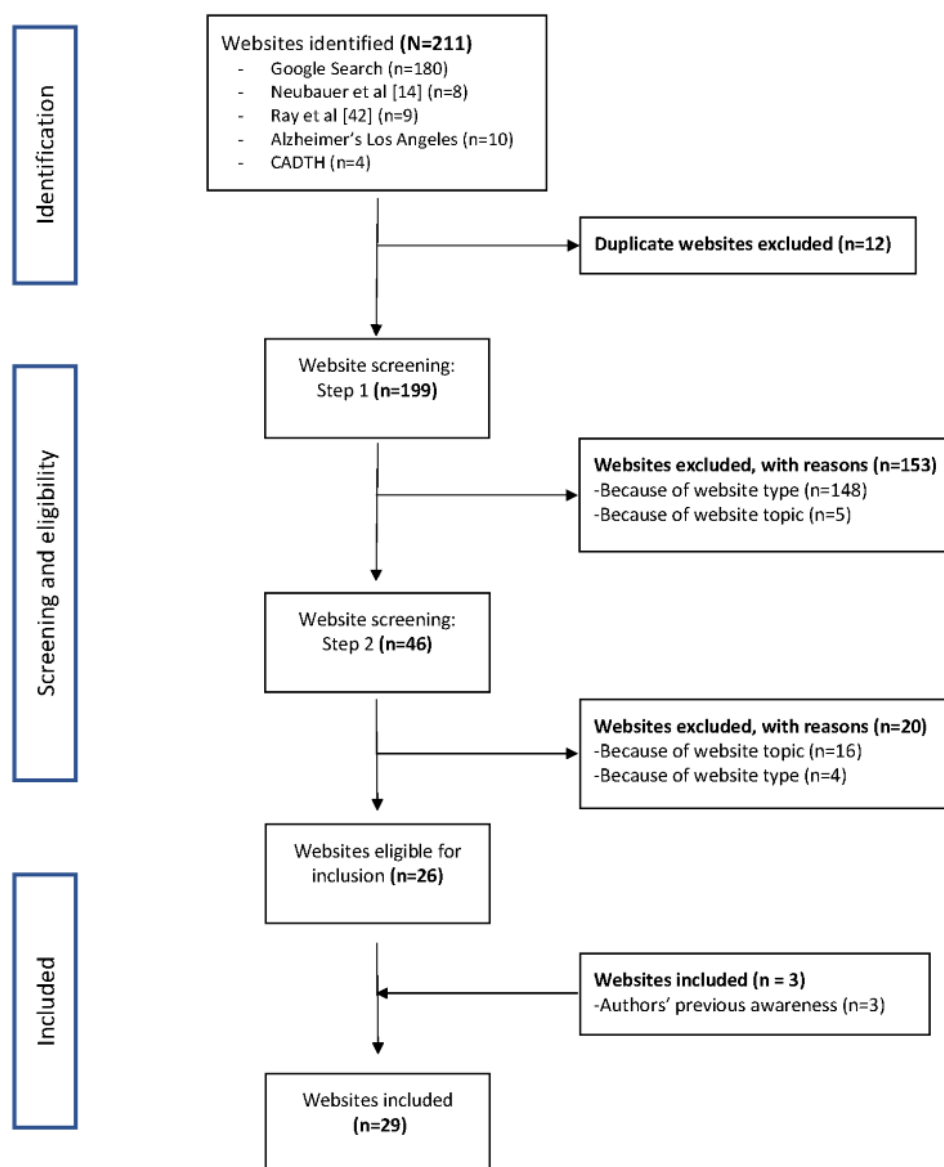 Identification
Websites identified (N=211)
- Google Search (n=180)
- Neubauer et al [14] (n=8)
- Ray et al [42] (n=9)
- Alzheimer's Los Angeles (n=10)
- CADTH (n=4)
Duplicate websites excluded (n=12)
Screening and eligibility
Website screening:
Step 1 (n=199)
Websites excluded, with reasons (n=153)
-Because of website type (n=148)
-Because of website topic (n=5)
Website screening:
Step 2 (n=46)
Websites excluded, with reasons (n=20)
-Because of website topic (n=16)
-Because of website type (n=4)
Websites eligible for
inclusion (n=26)
Included
Websites included (n = 3)
-Authors' previous awareness (n=3)
Websites included
(n=29)